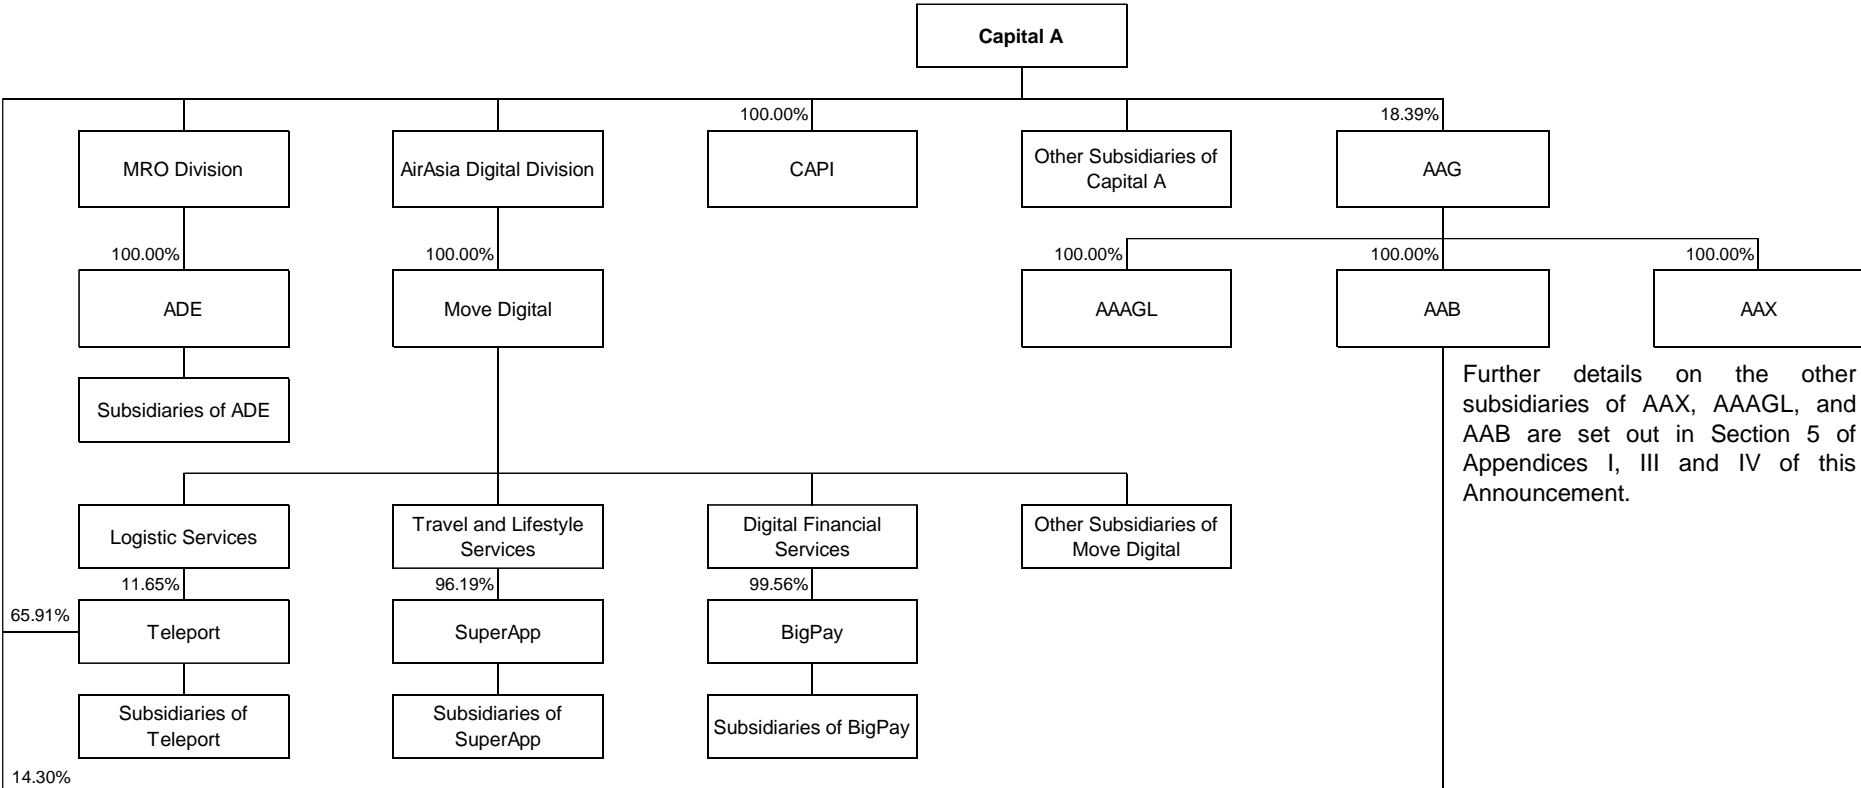 Capital A
100.00%
18.39%
MRO Division
AirAsia Digital Division
CAPI
Other Subsidiaries of
Capital A
AAG
100.00%
100.00%
100.00%
100.00%
100.00%
ADE
Move Digital
AAAGL
AAB
AAX
Subsidiaries of ADE
Further details on the other
subsidiaries of AAX, AAAGL, and
AAB are set out in Section 5 of
Appendices I, III and IV of this
Announcement.
Logistic Services
Travel and Lifestyle
Services
Digital Financial
Services
Other Subsidiaries of
Move Digital
11.65%
96.19%
99.56%
65.91%
Teleport
SuperApp
BigPay
Subsidiaries of
Teleport
Subsidiaries of
SuperApp
Subsidiaries of BigPay
14.30%